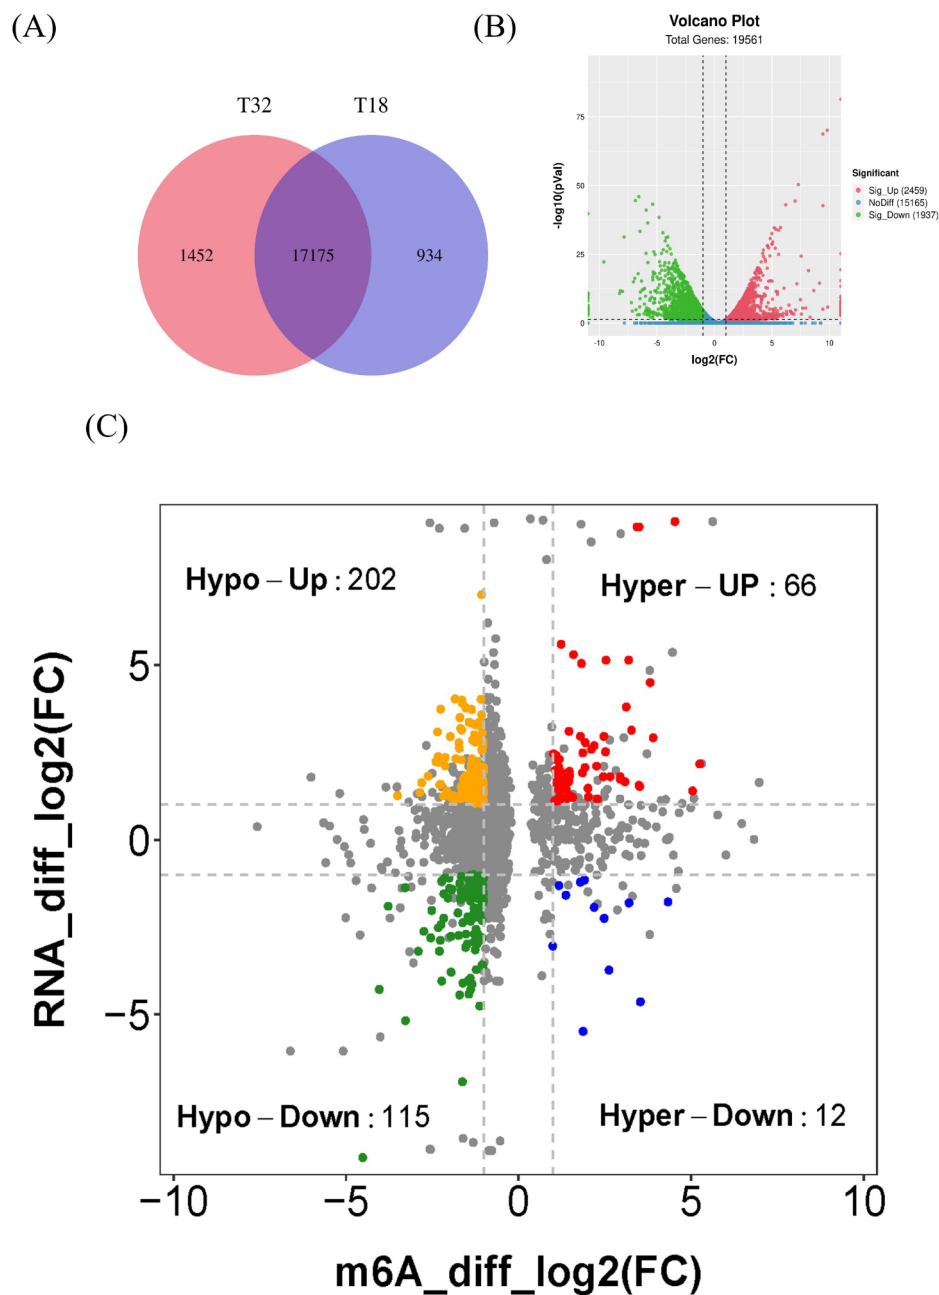 (A)
T32 T18
1452 17175 934
(B)
Volcano Plot
Total Genes: 19561
-log10(pVal)
75
50
25
0
-10 -5 0 5 10
log2(FC)
Significant
Sig_Up (2459)
NoDiff (15165)
Sig_Down (1937)
(C)
Hypo – Up : 202
Hyper – UP : 66
RNA_diff_log2(FC)
5
0
−5
Hypo – Down : 115
Hyper – Down : 12
−10 −5 0 5 10
m6A_diff_log2(FC)